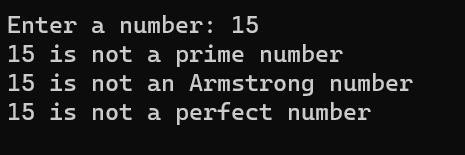 Enter a number: 15
15 is not a prime number
15 is not an Armstrong number
15 is not a perfect number